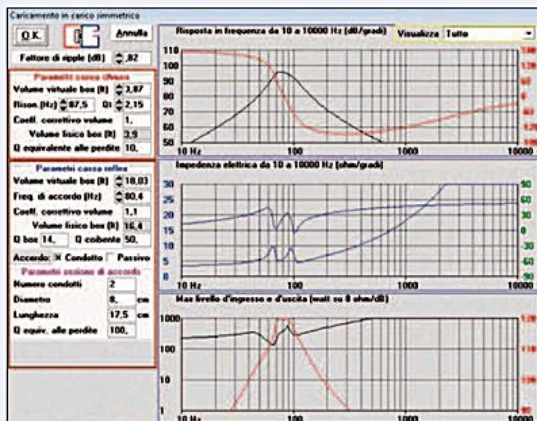 Caricamento in carico simmetrico
O.K.
Annulla
Fattore di ripple (dB) ,82
Parametri cassa chiusa
Volume virtuale box (lt) 3,87
Rison.(Hz) 87,5 Qt 2,15
Coeff. correttivo volume 1,
Volume fisico box (lt) 3,9
Q equivalente alle perdite 10,
Parametri cassa reflex
Volume virtuale box (lt) 18,03
Freq. di accordo (Hz) 80,4
Coeff. correttivo volume 1,1
Volume fisico box (lt) 16,4
Q box 14, Q coibente 50,
Accordo: Condotto Passivo
Parametri sezione di accordo
Numero condotti 2
Diametro 8, cm
Lunghezza 17,5 cm
Q equiv. alle perdite 100,
Risposta in frequenza da 10 a 10000 Hz (dB/gradi)
Visualizza Tutto
110
100
90
80
70
60
50
10 Hz 100 1000 10000
Impedenza elettrica da 10 a 10000 Hz (ohm/gradi)
30 90
25 60
20 30
15 0
10 -30
5 -60
0 -90
10 Hz 100 1000 10000
Max livello d'ingresso e d'uscita (watt su 8 ohm/dB)
1000
100
10
1
10 Hz 100 1000 10000